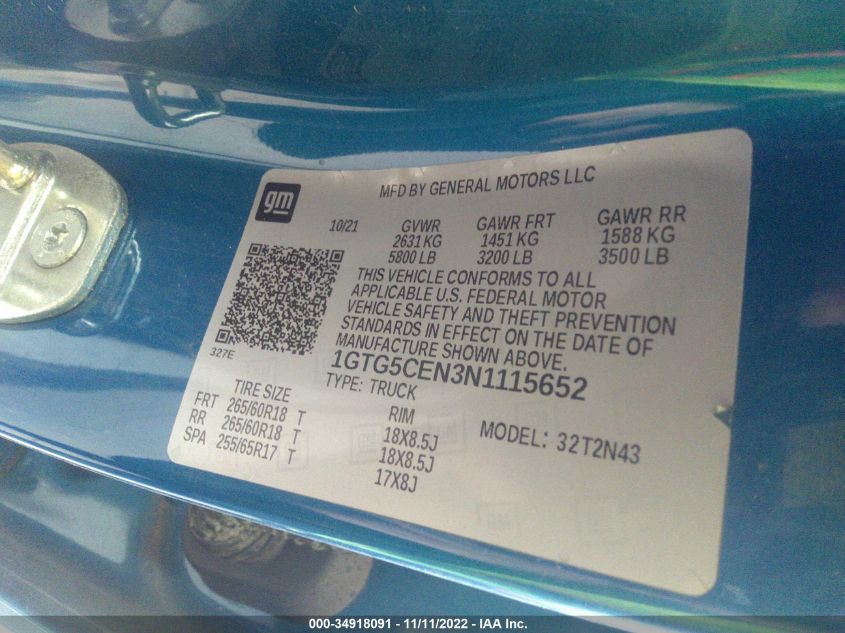 gm
MFD BY GENERAL MOTORS LLC
10/21 GVWR GAWR FRT GAWR RR
2631 KG 1451 KG 1588 KG
5800 LB 3200 LB 3500 LB
THIS VEHICLE CONFORMS TO ALL
APPLICABLE U.S. FEDERAL MOTOR
VEHICLE SAFETY AND THEFT PREVENTION
STANDARDS IN EFFECT ON THE DATE OF
MANUFACTURE SHOWN ABOVE.
327E
1GTG5CEN3N1115652
TYPE: TRUCK
TIRE SIZE RIM MODEL: 32T2N43
FRT 265/60R18 T 18X8.5J
RR 265/60R18 T 18X8.5J
SPA 255/65R17 T 17X8J
000-34918091 - 11/11/2022 - IAA Inc.